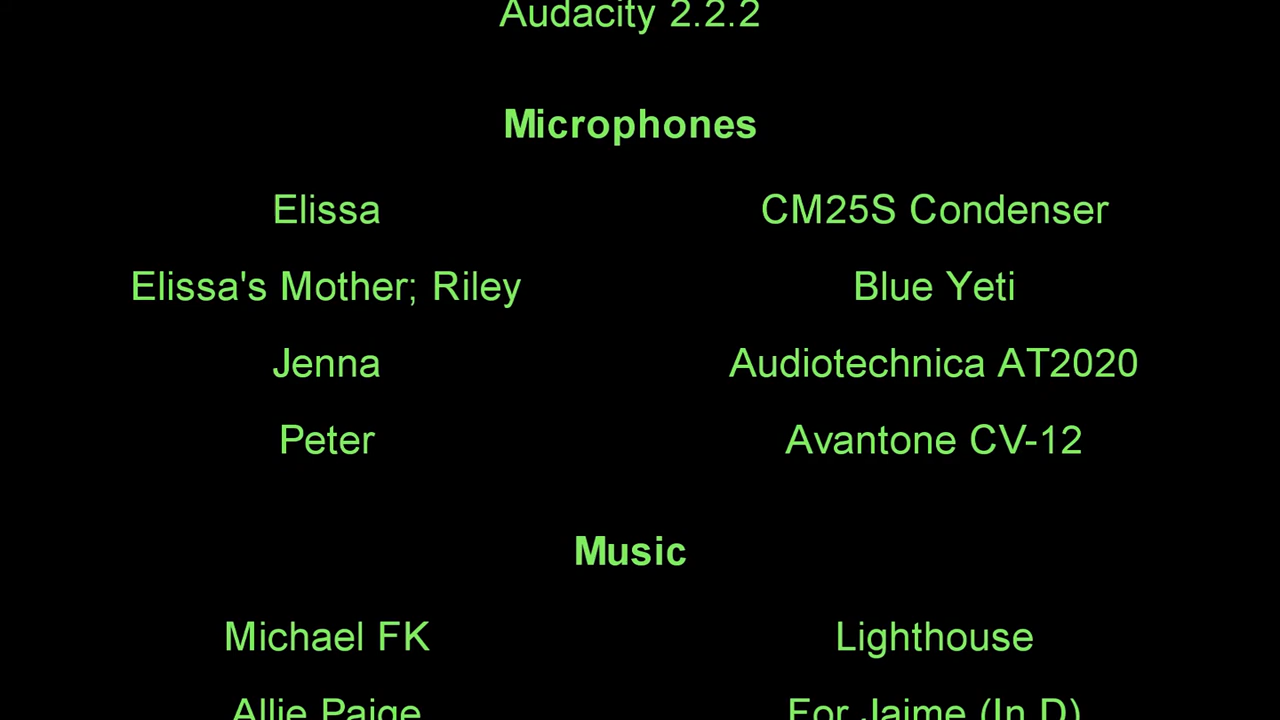 Audacity 2.2.2
Microphones
Elissa CM25S Condenser
Elissa's Mother; Riley Blue Yeti
Jenna Audiotechnica AT2020
Peter Avantone CV-12
Music
Michael FK Lighthouse
Allie Paige For Jaime (In D)